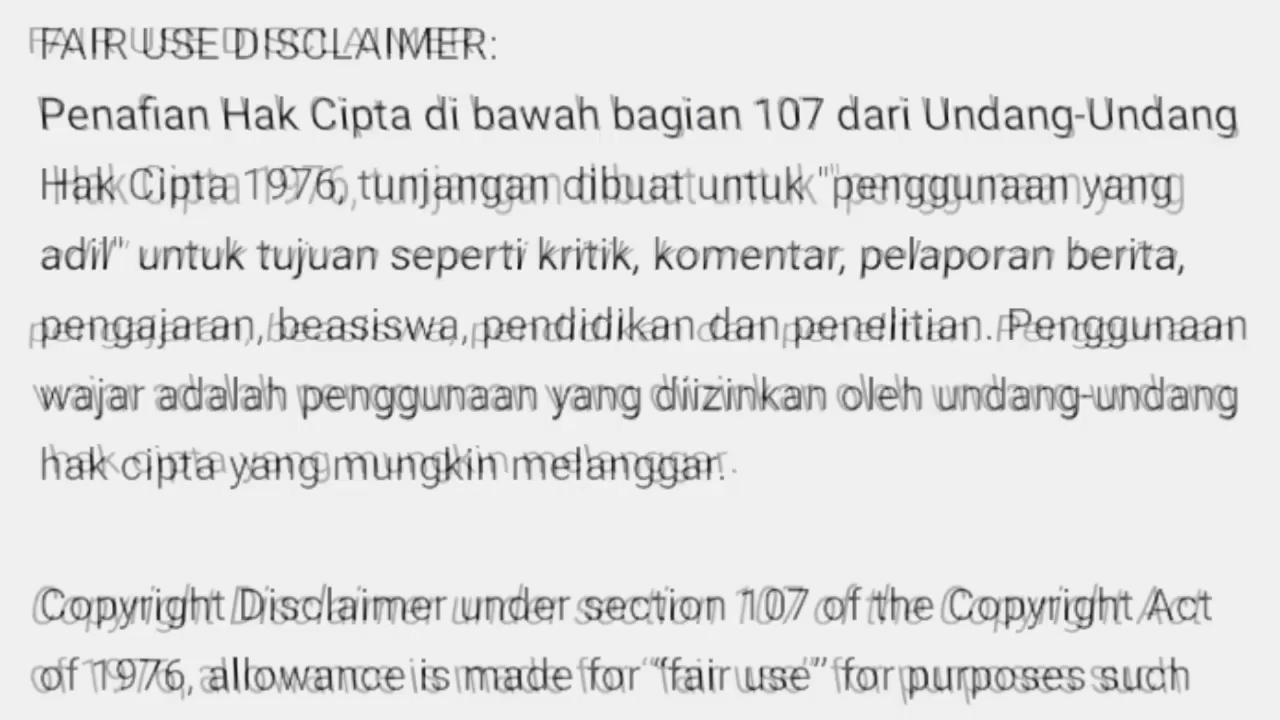 FAIR USE DISCLAIMER:
Penafian Hak Cipta di bawah bagian 107 dari Undang-Undang
Hak Cipta 1976, tunjangan dibuat untuk "penggunaan yang
adil" untuk tujuan seperti kritik, komentar, pelaporan berita,
pengajaran, beasiswa, pendidikan dan penelitian. Penggunaan
wajar adalah penggunaan yang diizinkan oleh undang-undang
hak cipta yang mungkin melanggar.
Copyright Disclaimer under section 107 of the Copyright Act
of 1976, allowance is made for “fair use” for purposes such